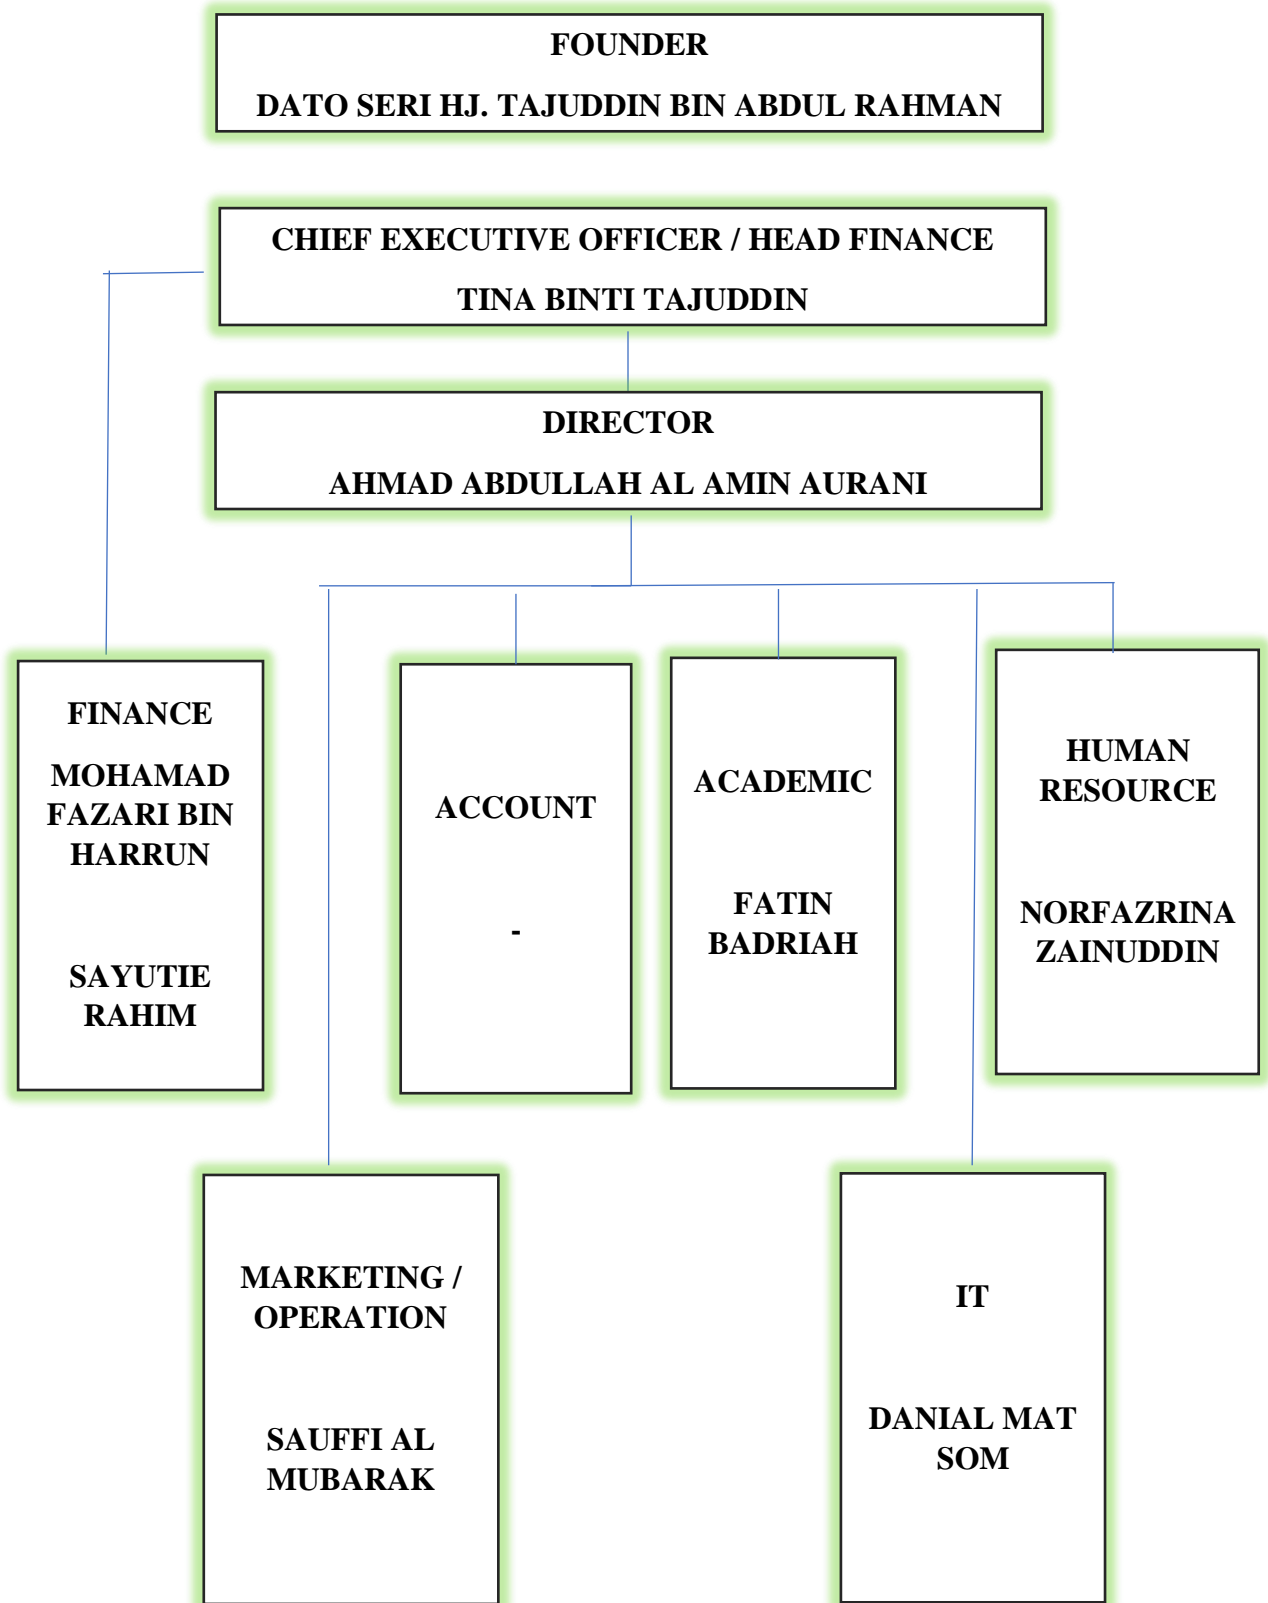 FOUNDER
DATO SERI HJ. TAJUDDIN BIN ABDUL RAHMAN
CHIEF EXECUTIVE OFFICER / HEAD FINANCE
TINA BINTI TAJUDDIN
DIRECTOR
AHMAD ABDULLAH AL AMIN AURANI
FINANCE
MOHAMAD
FAZARI BIN
HARRUN
SAYUTIE
RAHIM
ACCOUNT
-
ACADEMIC
FATIN
BADRIAH
HUMAN
RESOURCE
NORFAZRINA
ZAINUDDIN
MARKETING /
OPERATION
SAUFFI AL
MUBARAK
IT
DANIAL MAT
SOM